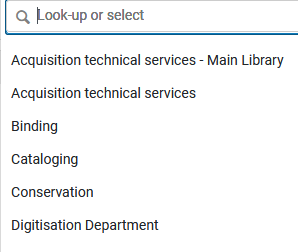 Look-up or select
Acquisition technical services - Main Library
Acquisition technical services
Binding
Cataloging
Conservation
Digitisation Department